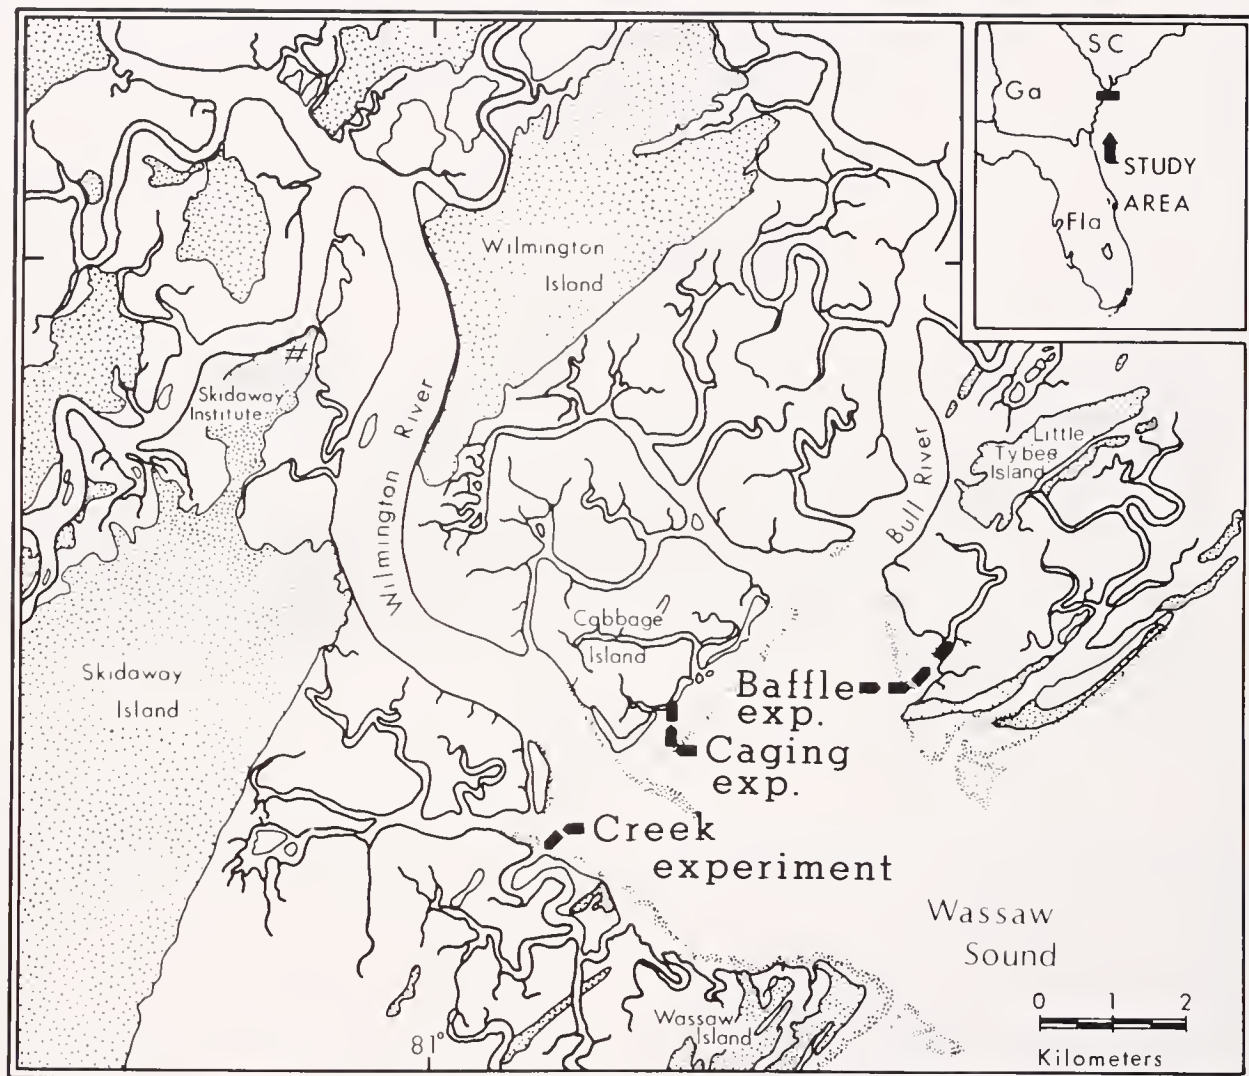 SC
Ga
STUDY
AREA
Fla
Wilmington
Island
#
Skidaway
Institute
Wilmington River
Bull River
Little
Tybee
Island
Cabbage
Island
Skidaway
Island
Baffle
exp.
Caging
exp.
Creek
experiment
Wassaw
Sound
Wassaw
Island
81°
0 1 2
Kilometers